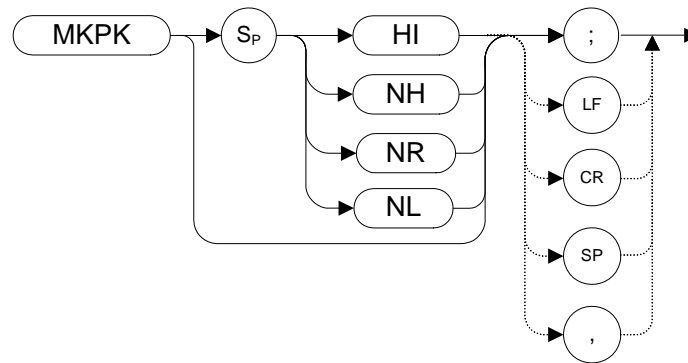 MKPK SP HI ;
NH LF
NR CR
NL SP
,